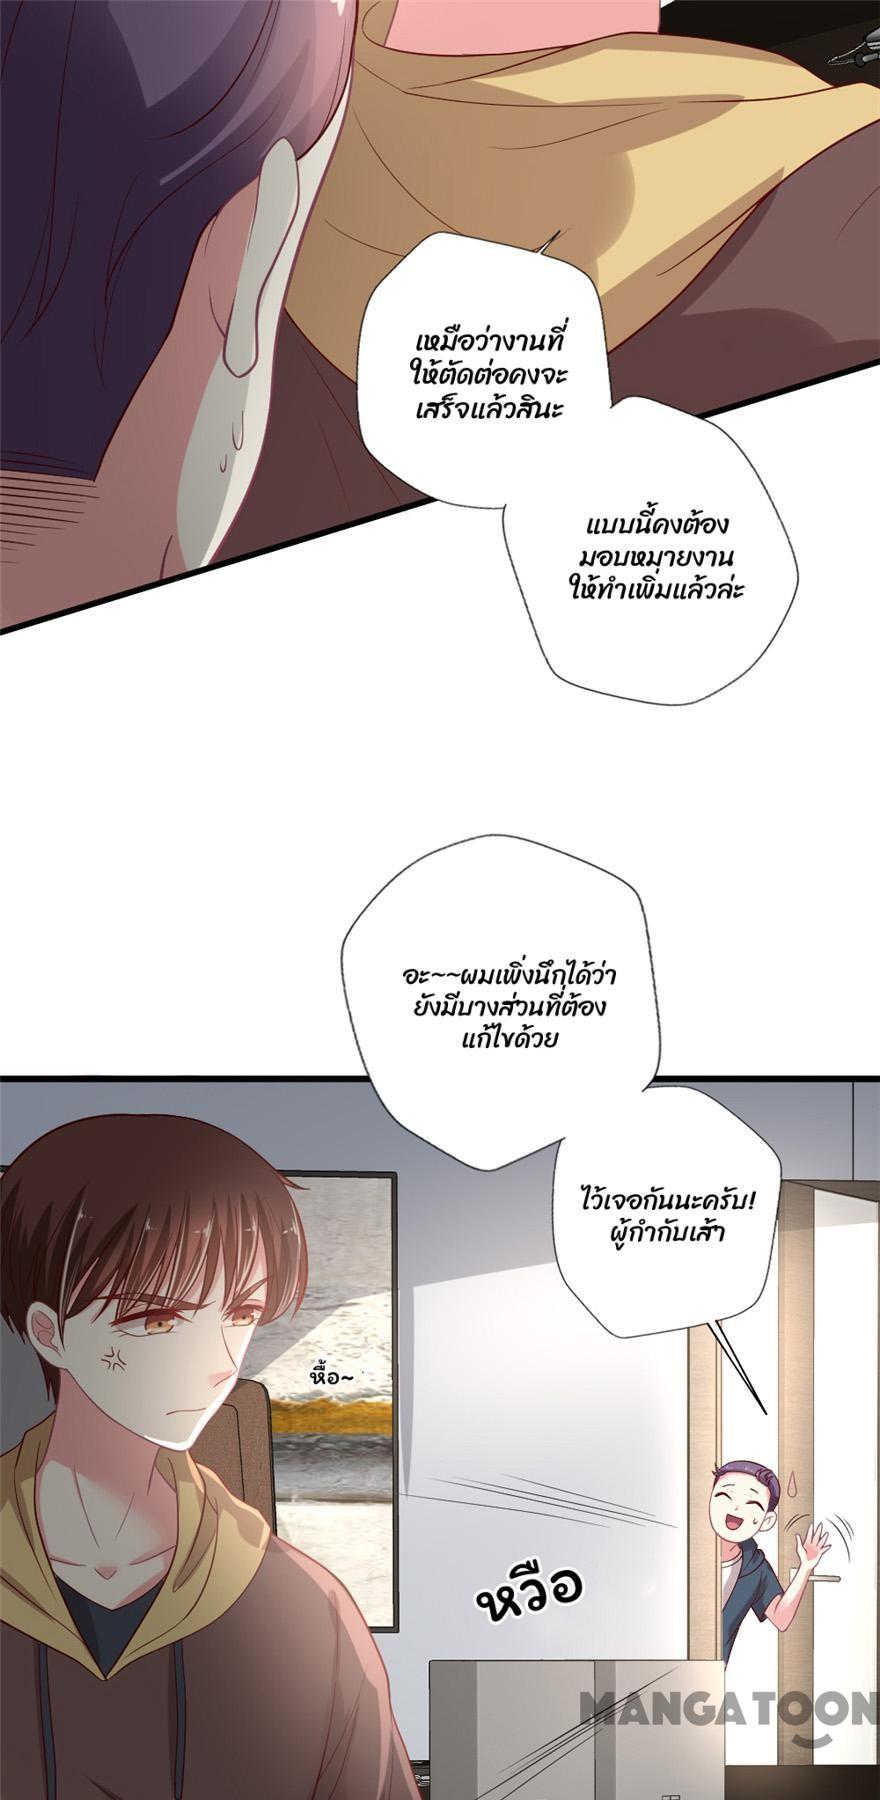 เหมือว่างานที่
ให้ตัดต่อคงจะ
เสร็จแล้วสินะ
แบบนี้คงต้อง
มอบหมายงาน
ให้ทำเพิ่มแล้วล่ะ
อะ~~ผมเพิ่งนึกได้ว่า
ยังมีบางส่วนที่ต้อง
แก้ไขด้วย
ไว้เจอกันนะครับ!
ผู้กำกับเส้า
หื้อ~
หวือ
MANGATOON